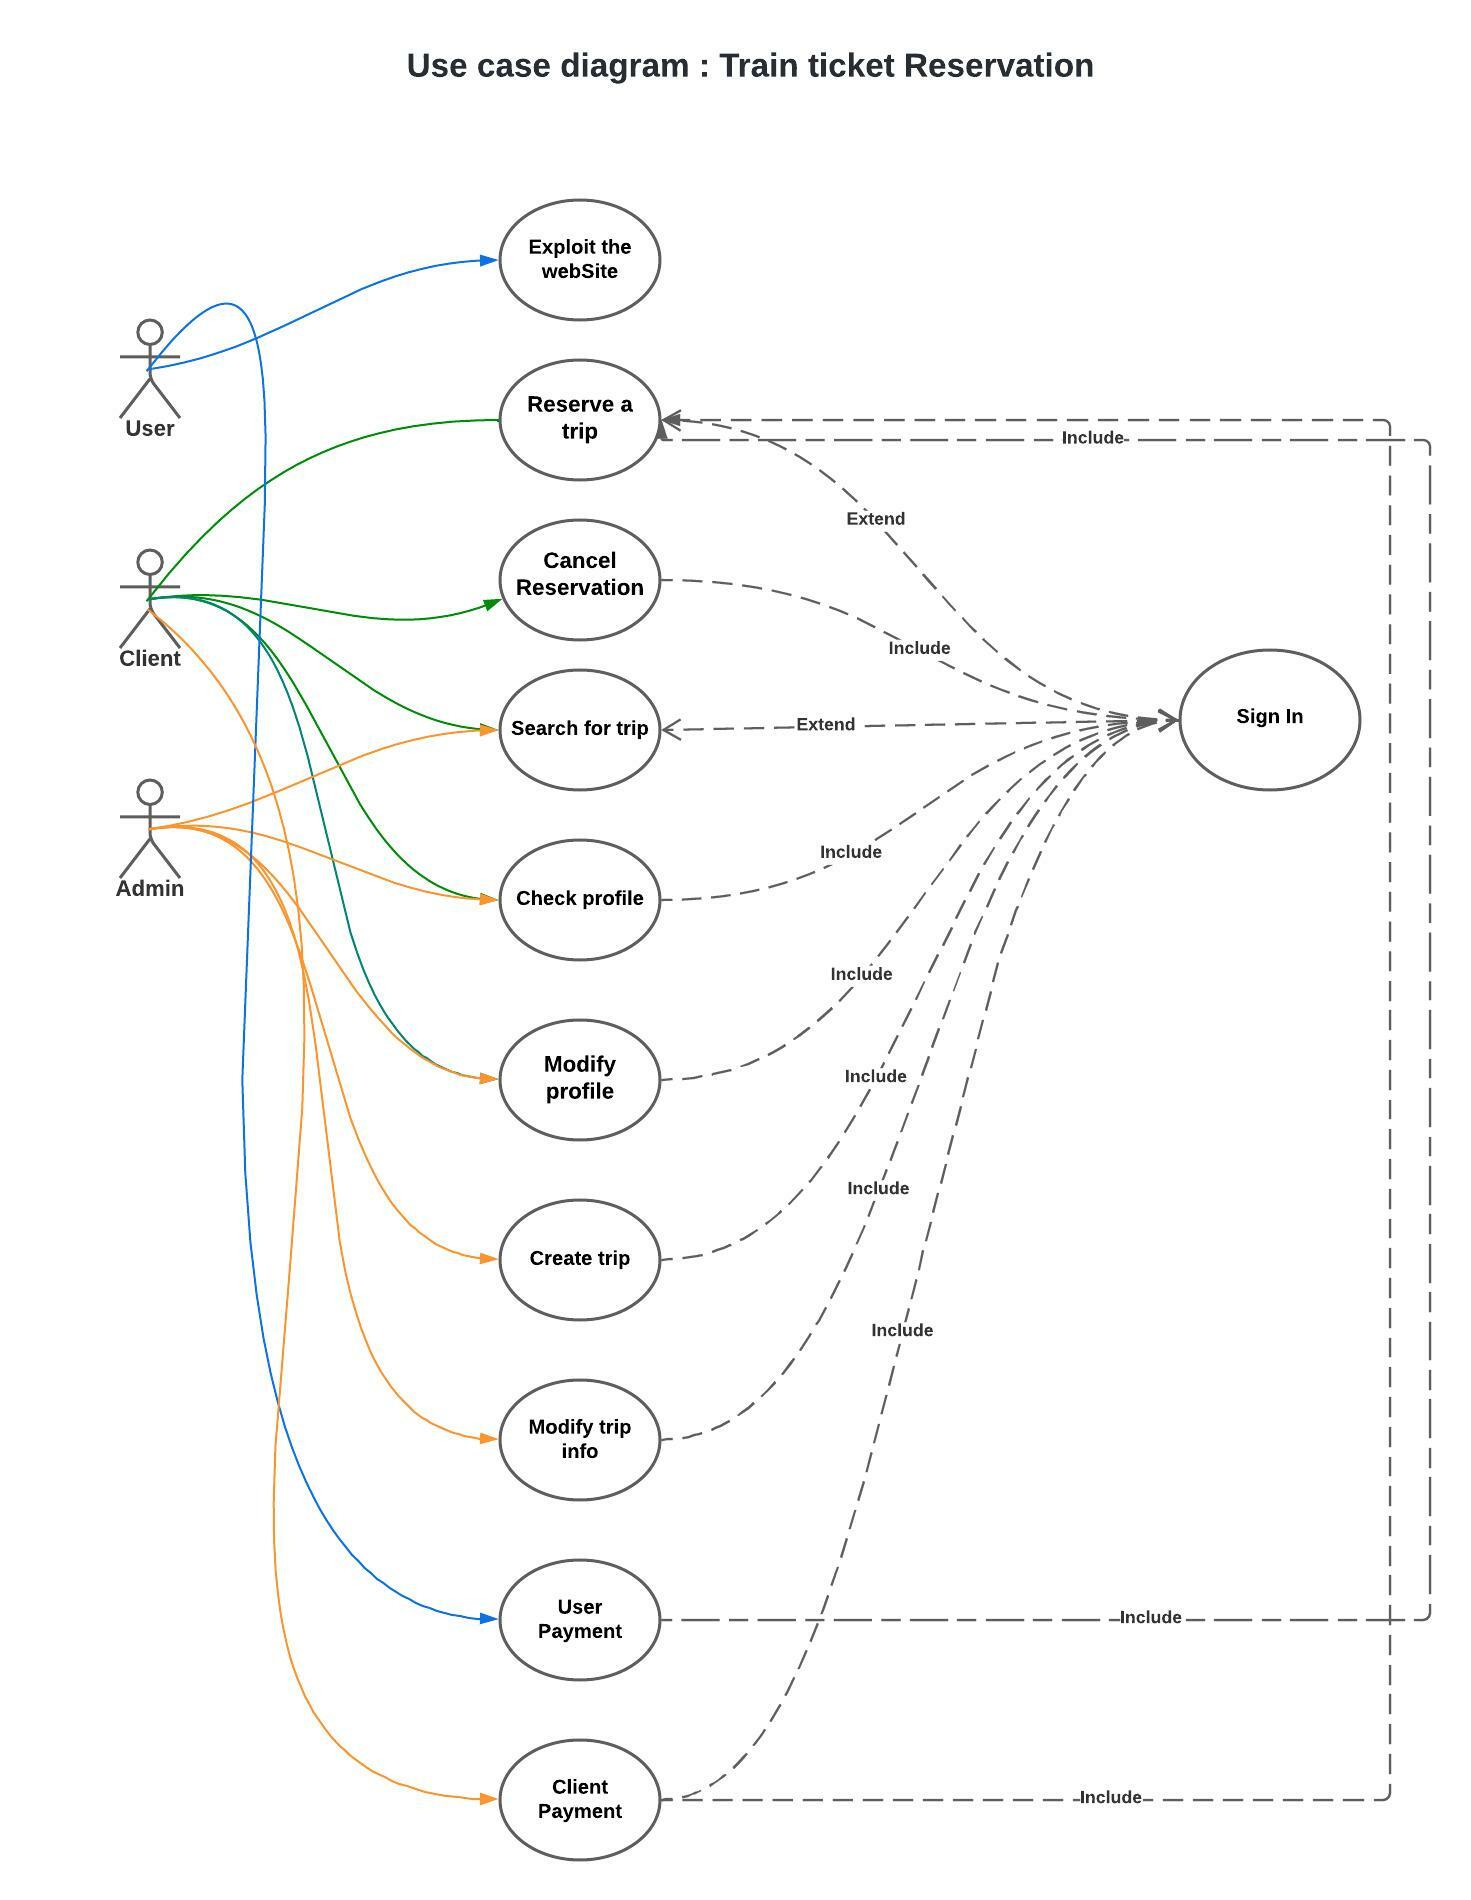 Use case diagram : Train ticket Reservation
Exploit the
webSite
User
Reserve a
trip
Include
Extend
Cancel
Reservation
Include
Client
Search for trip
Extend
Sign In
Admin
Check profile
Include
Include
Modify
profile
Include
Include
Create trip
Include
Modify trip
info
User
Payment
Include
Client
Payment
Include